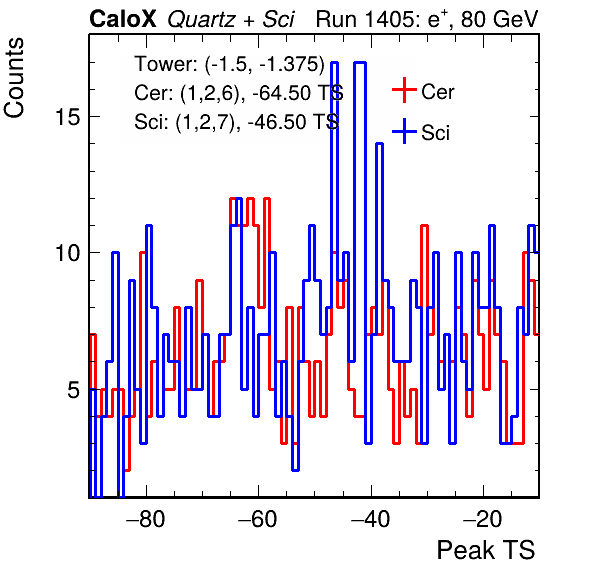 CaloX Quartz + Sci Run 1405: e+, 80 GeV
Counts
Tower: (-1.5, -1.375)
Cer: (1,2,6), -64.50 TS
Sci: (1,2,7), -46.50 TS
Cer
Sci
15
10
5
−80 −60 −40 −20
Peak TS